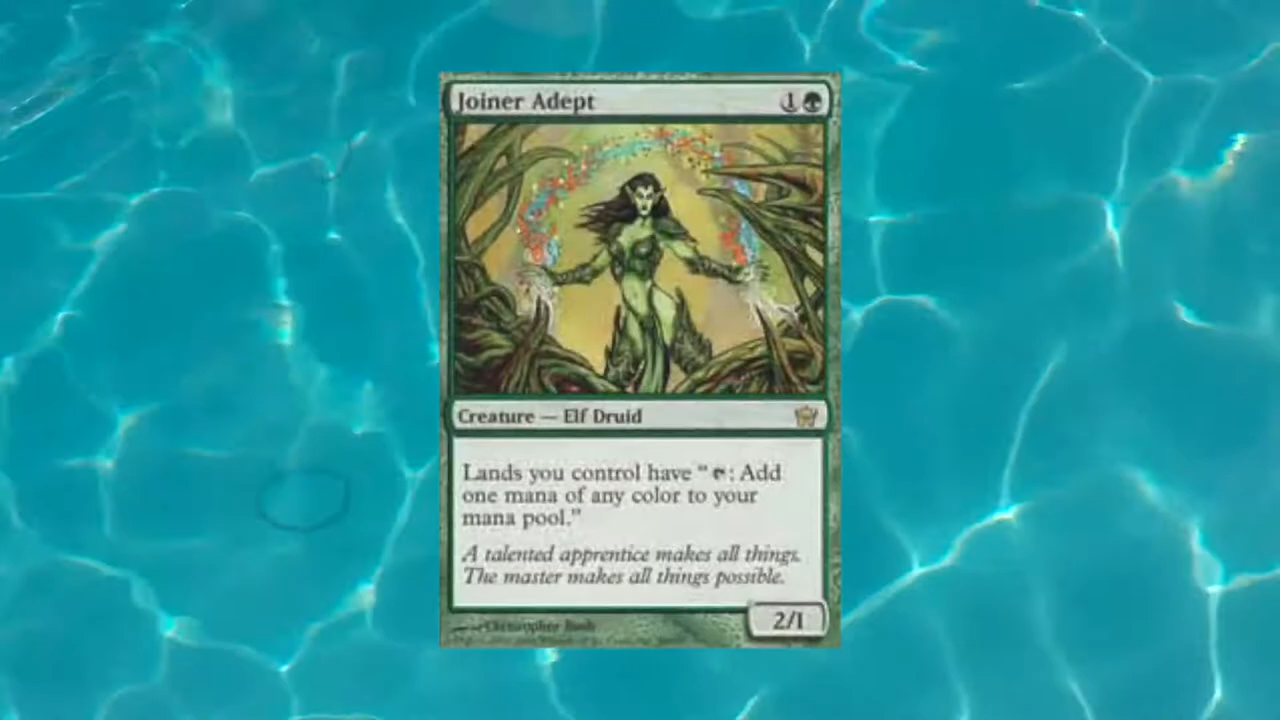 Joiner Adept 1
Creature — Elf Druid
Lands you control have “: Add
one mana of any color to your
mana pool.”
A talented apprentice makes all things.
The master makes all things possible.
2/1